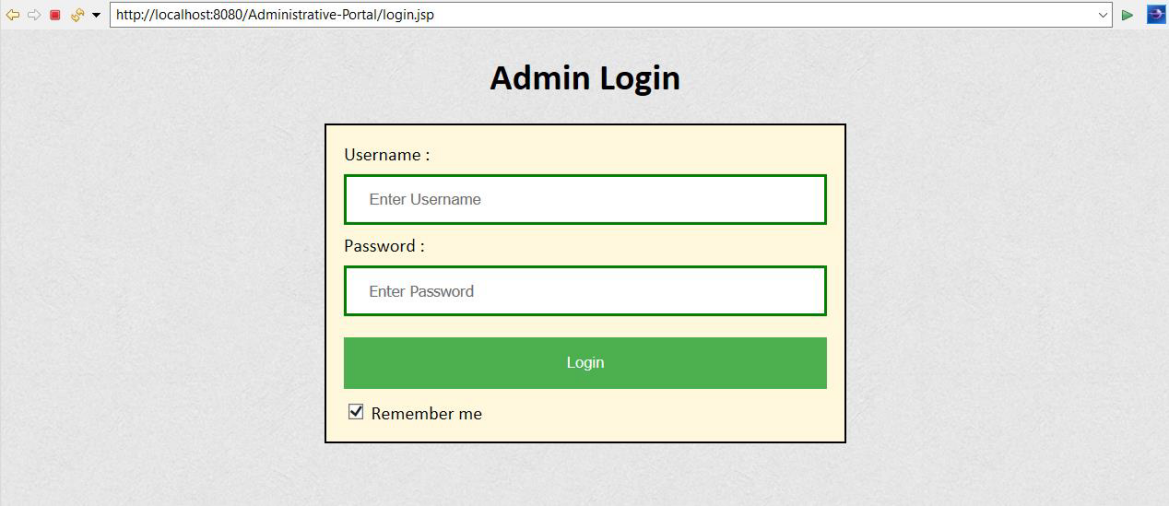 http://localhost:8080/Administrative-Portal/login.jsp
Admin Login
Username :
Enter Username
Password :
Enter Password
Login
Remember me